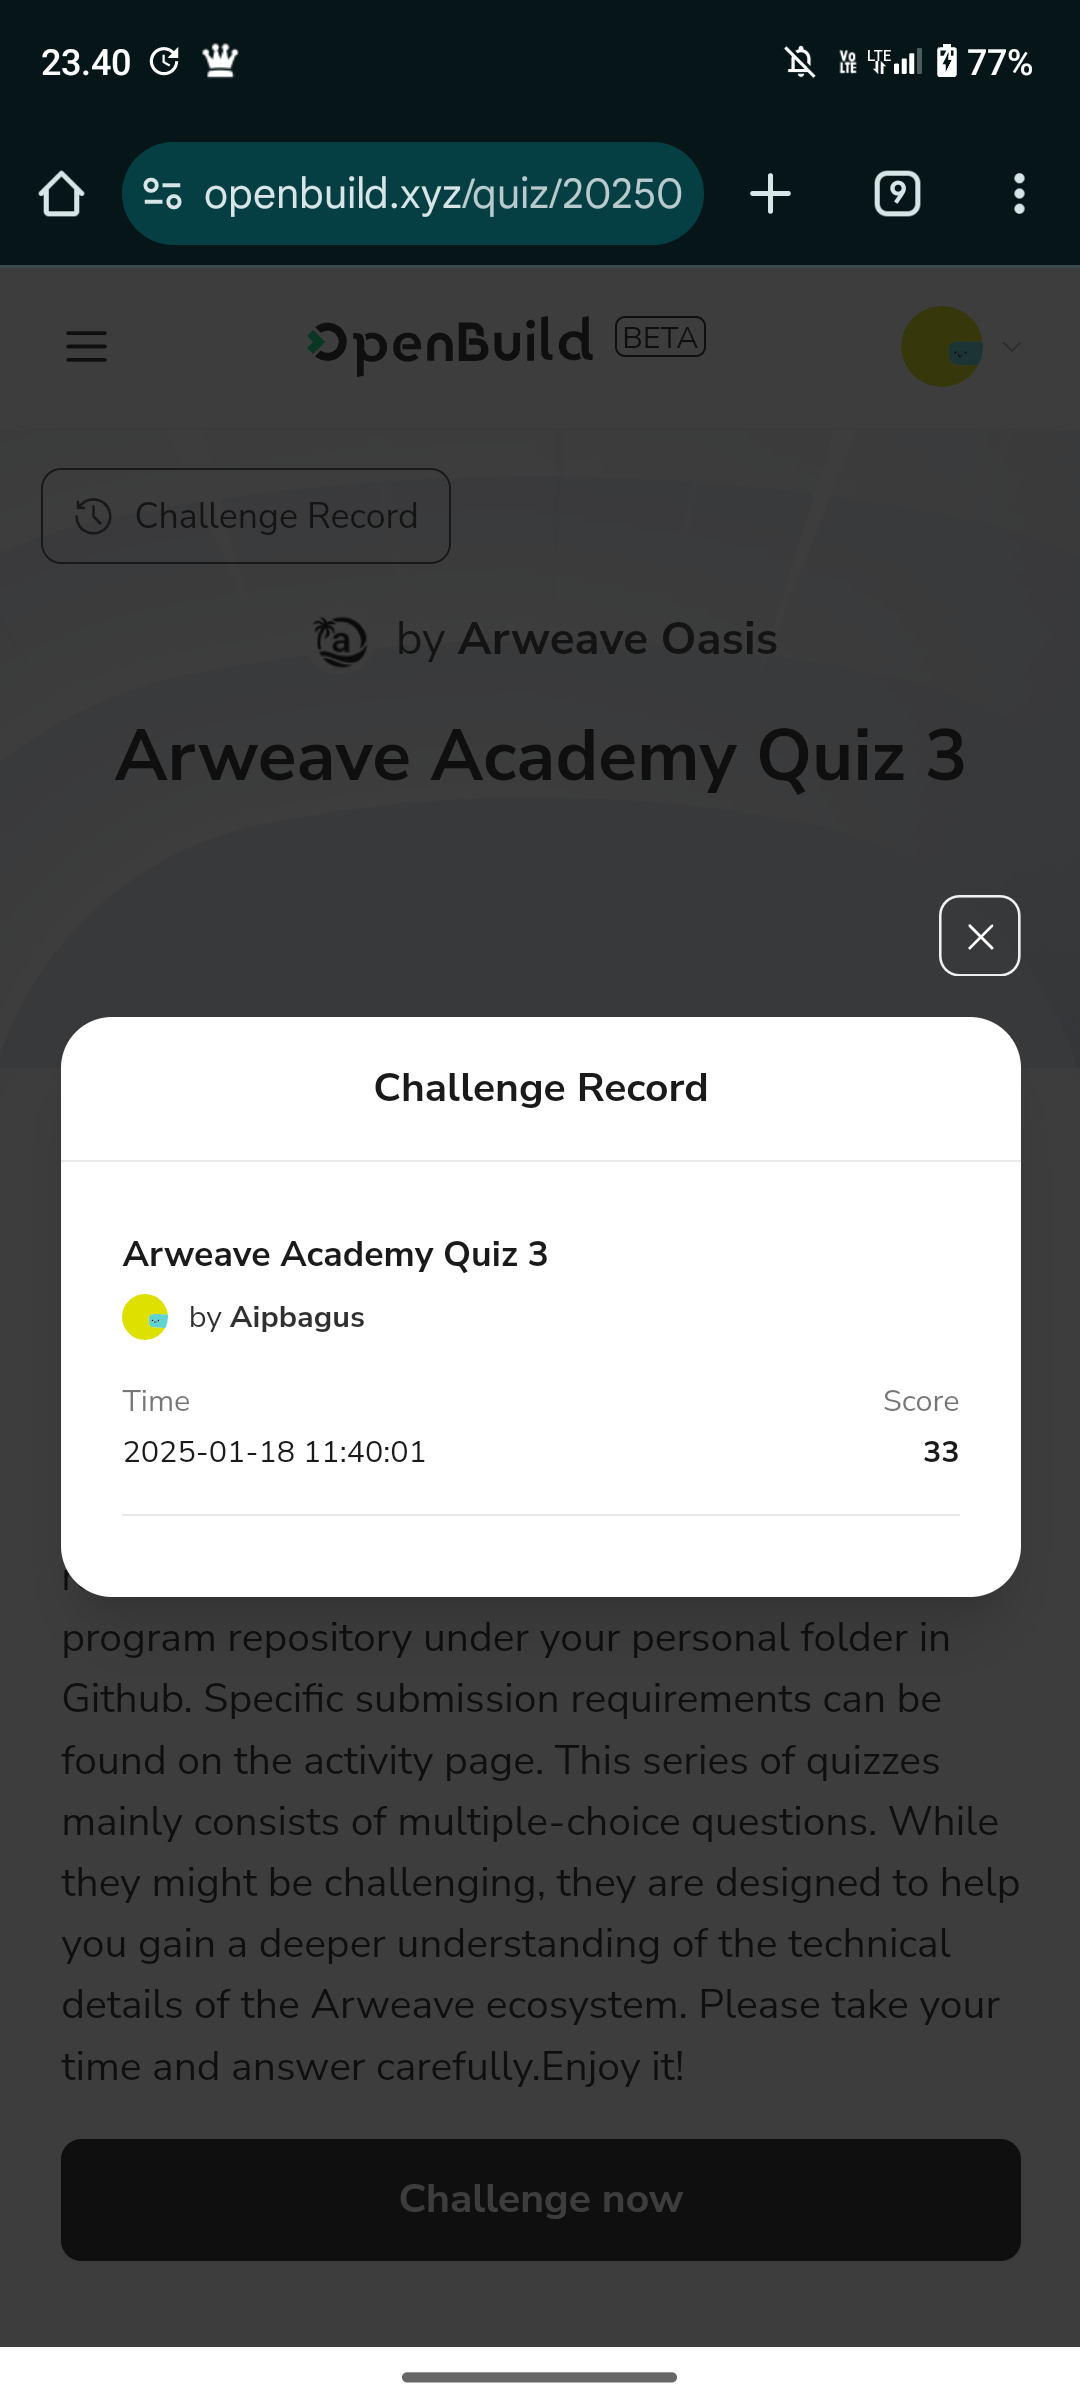 23.40 VO LTE LTE 77%
openbuild.xyz/quiz/20250 9
OpenBuild BETA
Challenge Record
a by Arweave Oasis
Arweave Academy Quiz 3
Challenge Record
Arweave Academy Quiz 3
by Aipbagus
Time Score
2025-01-18 11:40:01 33
program repository under your personal folder in
Github. Specific submission requirements can be
found on the activity page. This series of quizzes
mainly consists of multiple-choice questions. While
they might be challenging, they are designed to help
you gain a deeper understanding of the technical
details of the Arweave ecosystem. Please take your
time and answer carefully.Enjoy it!
Challenge now